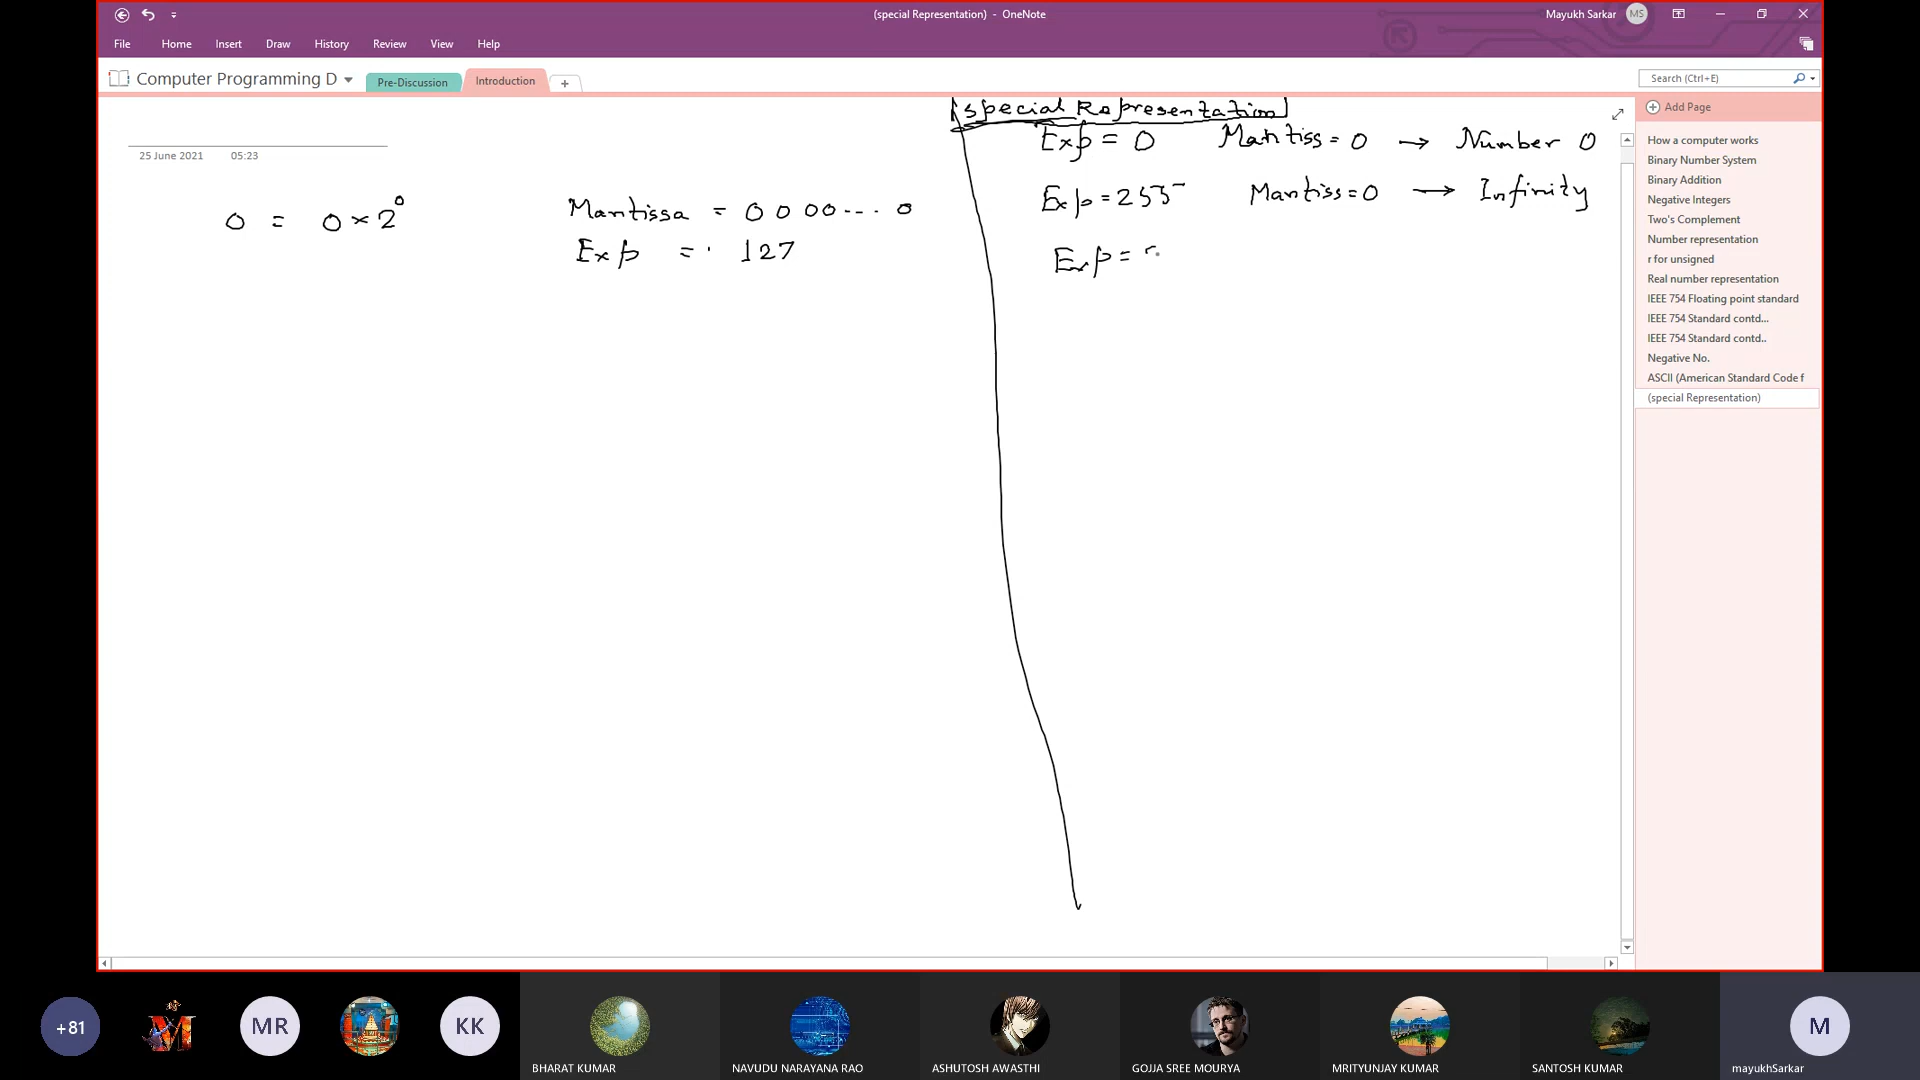 (special Representation) - OneNote
Mayukh Sarkar
MS
File Home Insert Draw History Review View Help
Computer Programming D
Pre-Discussion
Introduction
Search (Ctrl+E)
Add Page
How a computer works
Binary Number System
Binary Addition
Negative Integers
Two's Complement
Number representation
r for unsigned
Real number representation
IEEE 754 Floating point standard
IEEE 754 Standard contd...
IEEE 754 Standard contd..
Negative No.
ASCII (American Standard Code f
(special Representation)
25 June 2021 05:23
0 = 0 × 2^0
Mantissa = 0 0 0 0 - - . . 0
Exp = 127
special Representation
Exp = 0 Mantiss = 0 → Number 0
Exp = 255 Mantiss = 0 → Infinity
Exp =
+81
MR
KK
BHARAT KUMAR
NAVUDU NARAYANA RAO
ASHUTOSH AWASTHI
GOJJA SREE MOURYA
MRITYUNJAY KUMAR
SANTOSH KUMAR
M
mayukhSarkar